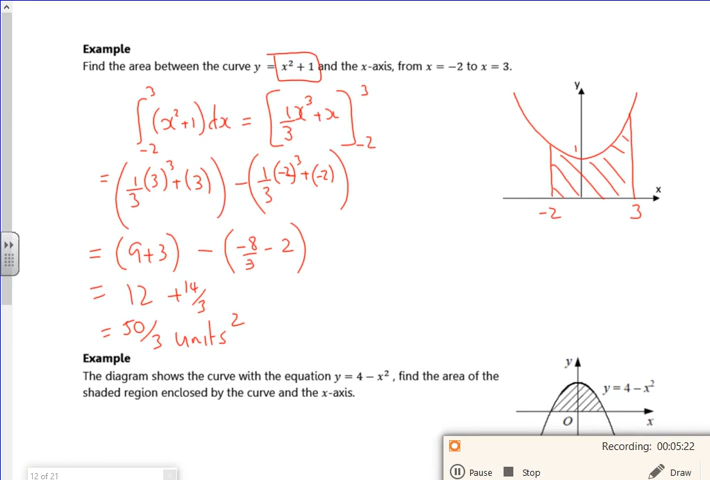 Example
Find the area between the curve y = x² + 1 and the x-axis, from x = −2 to x = 3.
∫₋₂³ (x²+1) dx = [1/3 x³ + x]₋₂³
= (1/3 (3)³ + (3)) − (1/3 (-2)³ + (-2))
= (9+3) − (-8/3 − 2)
= 12 + 14/3
= 50/3 units²
y
1
x
-2 3
Example
The diagram shows the curve with the equation y = 4 − x² , find the area of the
shaded region enclosed by the curve and the x-axis.
y
y = 4 − x²
O x
Recording: 00:05:22
Pause Stop Draw
12 of 21